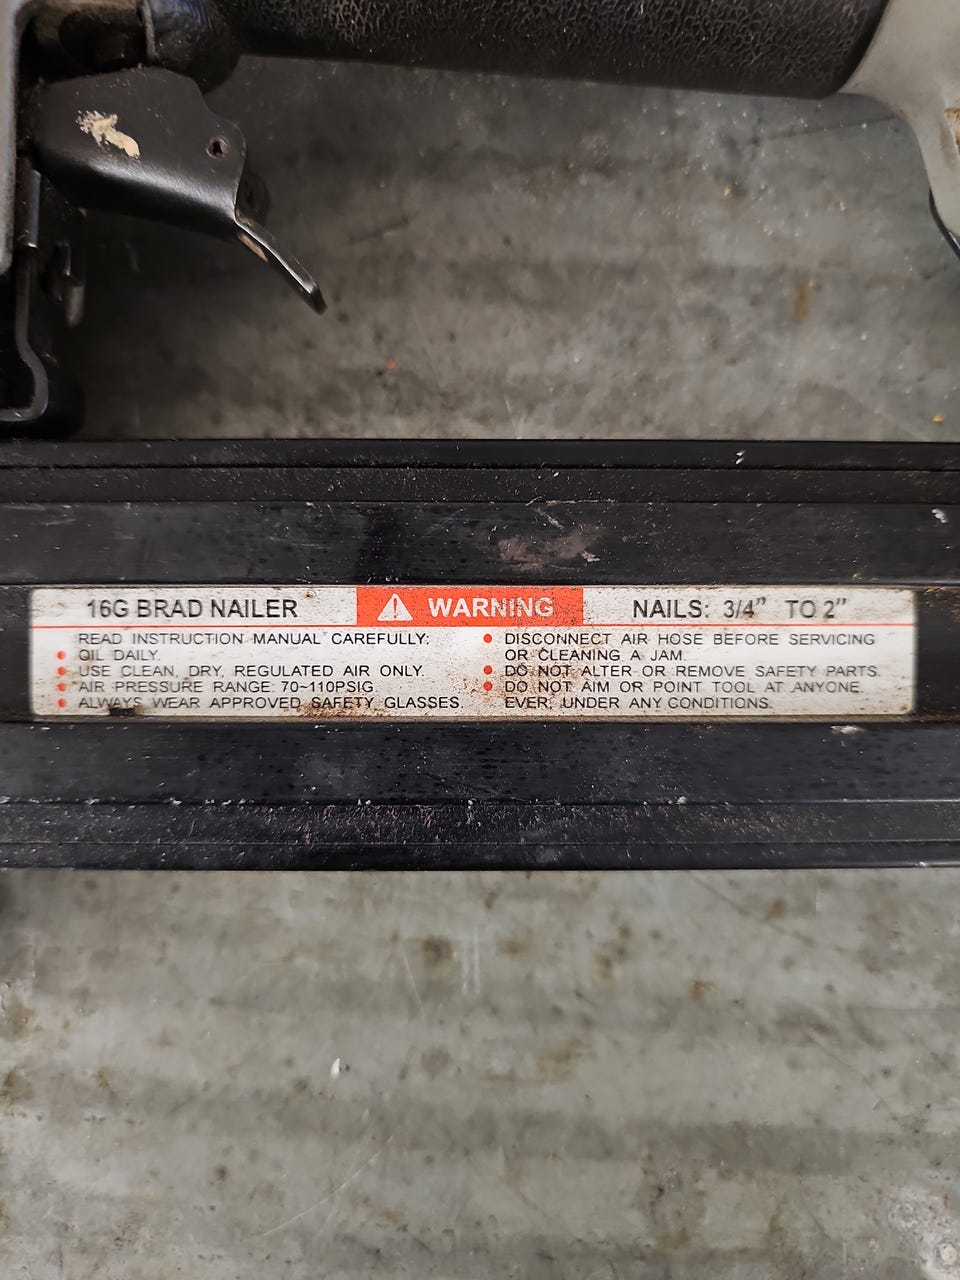 16G BRAD NAILER
WARNING
NAILS: 3/4" TO 2"
READ INSTRUCTION MANUAL CAREFULLY:
• OIL DAILY.
• USE CLEAN, DRY, REGULATED AIR ONLY.
• AIR PRESSURE RANGE: 70~110PSIG
• ALWAYS WEAR APPROVED SAFETY GLASSES.
• DISCONNECT AIR HOSE BEFORE SERVICING
OR CLEANING A JAM.
• DO NOT ALTER OR REMOVE SAFETY PARTS.
• DO NOT AIM OR POINT TOOL AT ANYONE.
EVER; UNDER ANY CONDITIONS.